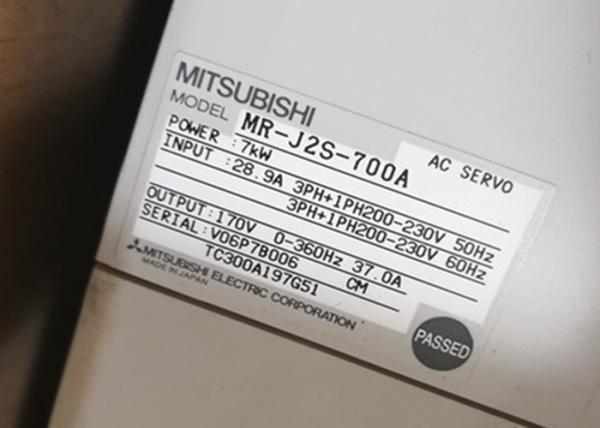 MITSUBISHI
MODEL MR-J2S-700A AC SERVO
POWER :7kW
INPUT :28.9A 3PH+1PH200-230V 50Hz
3PH+1PH200-230V 60Hz
OUTPUT:170V 0-360Hz 37.0A
SERIAL:V06P7B006 CM
TC300A197G51
MITSUBISHI ELECTRIC CORPORATION
MADE IN JAPAN
PASSED